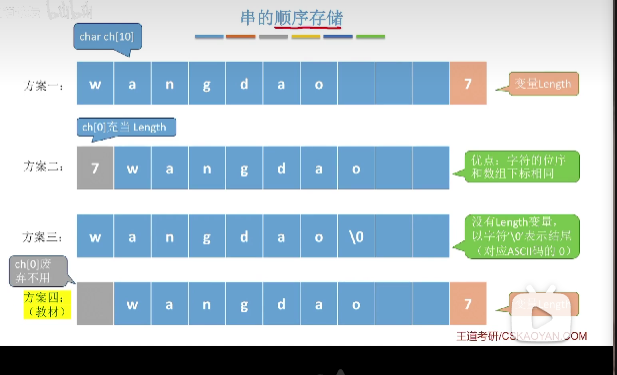 串的顺序存储
char ch[10]
方案一：
w a n g d a o 7
变量Length
ch[0]充当 Length
方案二：
7 w a n g d a o
优点：字符的位序
和数组下标相同
方案三：
w a n g d a o \0
没有Length变量，
以字符'\0'表示结尾
（对应ASCII码的 0）
ch[0]废
弃不用
方案四：
（教材）
w a n g d a o 7
王道考研/CSKAOYAN.COM